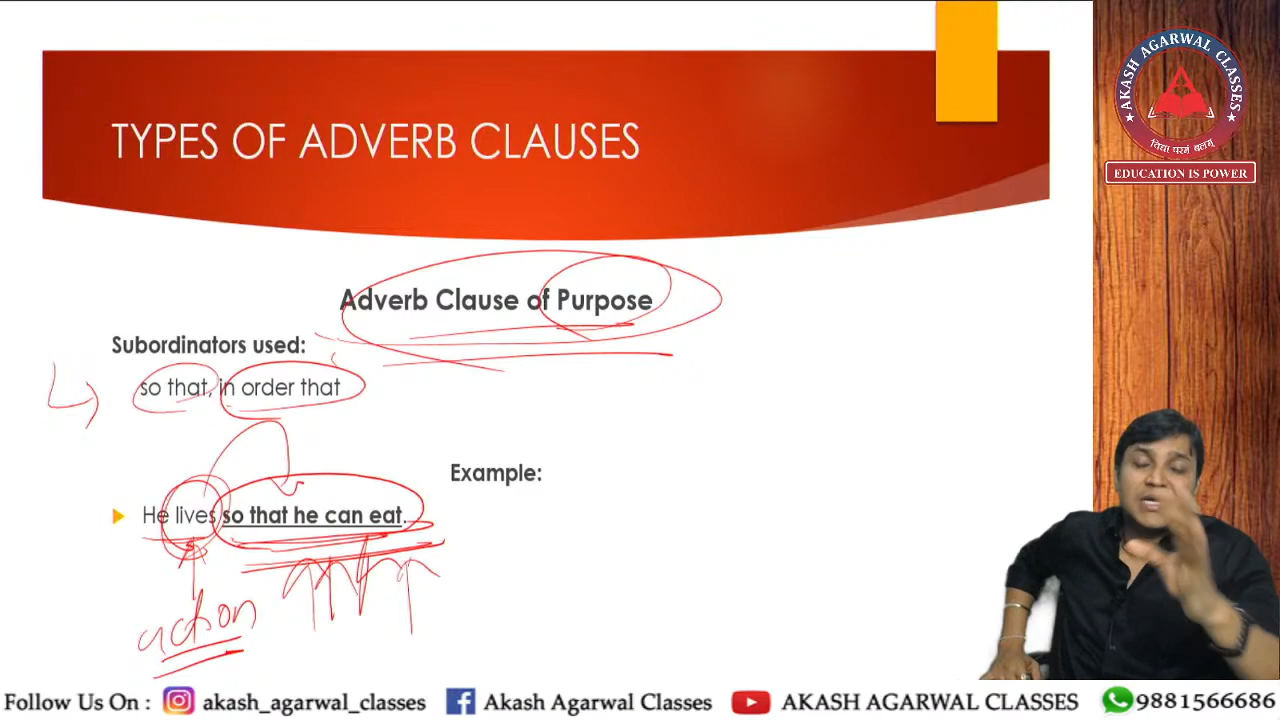 TYPES OF ADVERB CLAUSES
AKASH AGARWAL CLASSES
विद्या परमं बलम्
EDUCATION IS POWER
Adverb Clause of Purpose
Subordinators used:
so that, in order that
Example:
He lives so that he can eat.
action
Follow Us On : akash_agarwal_classes Akash Agarwal Classes AKASH AGARWAL CLASSES 9881566686